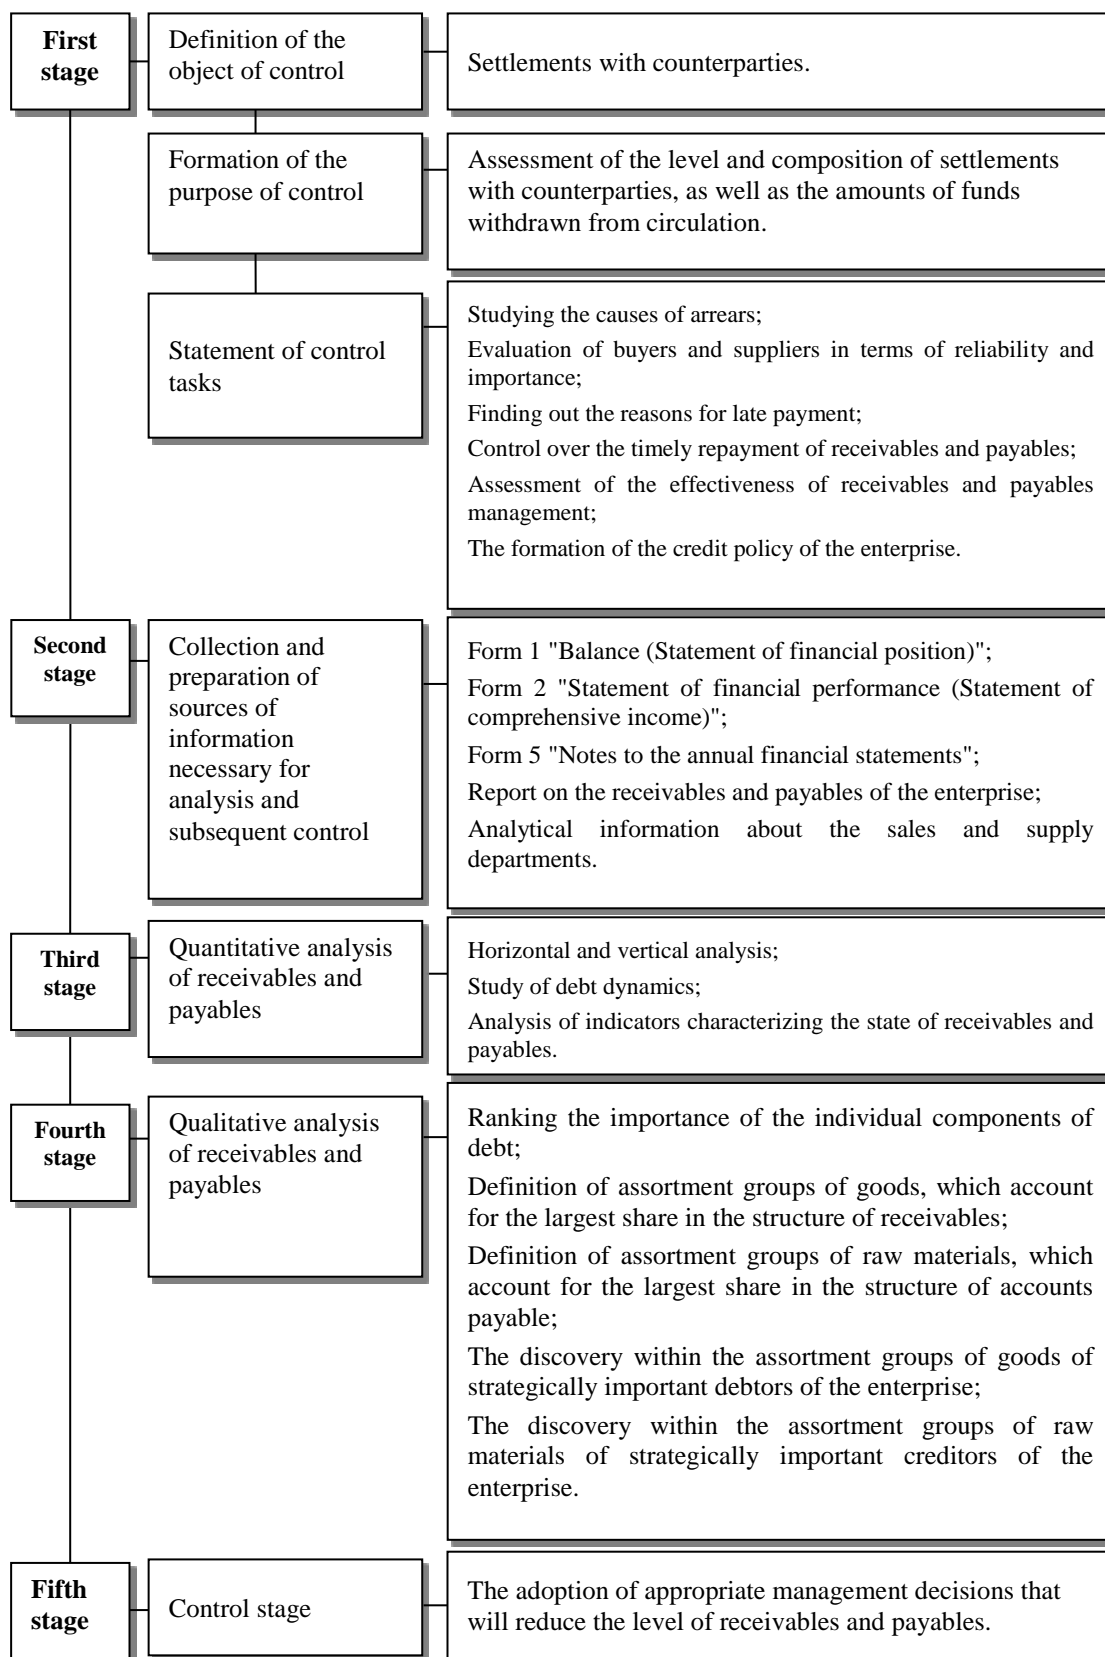 First
stage
Definition of the
object of control
Settlements with counterparties.
Formation of the
purpose of control
Assessment of the level and composition of settlements
with counterparties, as well as the amounts of funds
withdrawn from circulation.
Statement of control
tasks
Studying the causes of arrears;
Evaluation of buyers and suppliers in terms of reliability and
importance;
Finding out the reasons for late payment;
Control over the timely repayment of receivables and payables;
Assessment of the effectiveness of receivables and payables
management;
The formation of the credit policy of the enterprise.
Second
stage
Collection and
preparation of
sources of
information
necessary for
analysis and
subsequent control
Form 1 "Balance (Statement of financial position)";
Form 2 "Statement of financial performance (Statement of
comprehensive income)";
Form 5 "Notes to the annual financial statements";
Report on the receivables and payables of the enterprise;
Analytical information about the sales and supply
departments.
Third
stage
Quantitative analysis
of receivables and
payables
Horizontal and vertical analysis;
Study of debt dynamics;
Analysis of indicators characterizing the state of receivables and
payables.
Fourth
stage
Qualitative analysis
of receivables and
payables
Ranking the importance of the individual components of
debt;
Definition of assortment groups of goods, which account
for the largest share in the structure of receivables;
Definition of assortment groups of raw materials, which
account for the largest share in the structure of accounts
payable;
The discovery within the assortment groups of goods of
strategically important debtors of the enterprise;
The discovery within the assortment groups of raw
materials of strategically important creditors of the
enterprise.
Fifth
stage
Control stage
The adoption of appropriate management decisions that
will reduce the level of receivables and payables.